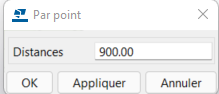 Par point
Distances 900.00
OK Appliquer Annuler